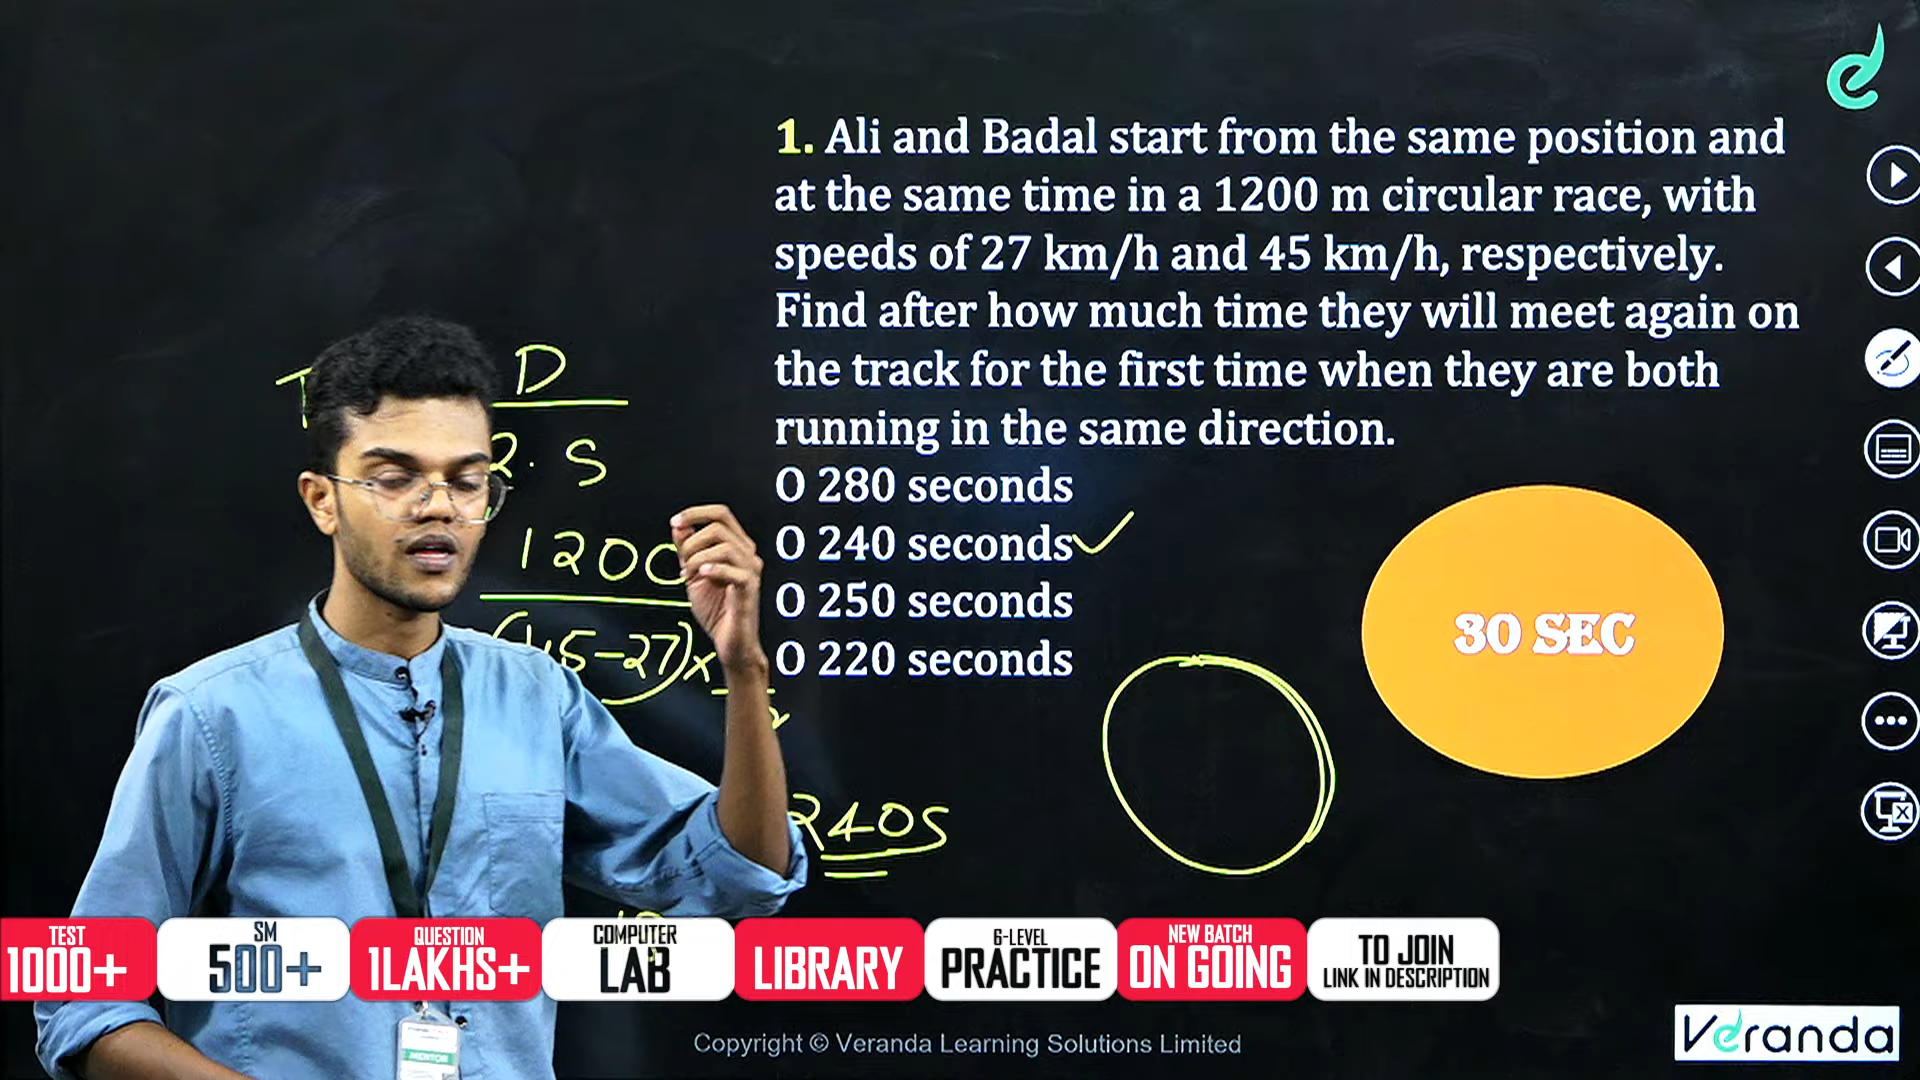 1. Ali and Badal start from the same position and
at the same time in a 1200 m circular race, with
speeds of 27 km/h and 45 km/h, respectively.
Find after how much time they will meet again on
the track for the first time when they are both
running in the same direction.
O 280 seconds
O 240 seconds
O 250 seconds
O 220 seconds
30 SEC
D
S
1200
45-27)×
240s
TEST
1000+
SM
500+
QUESTION
1LAKHS+
COMPUTER
LAB
LIBRARY
6-LEVEL
PRACTICE
NEW BATCH
ON GOING
TO JOIN
LINK IN DESCRIPTION
MENTOR
Copyright © Veranda Learning Solutions Limited
Veranda